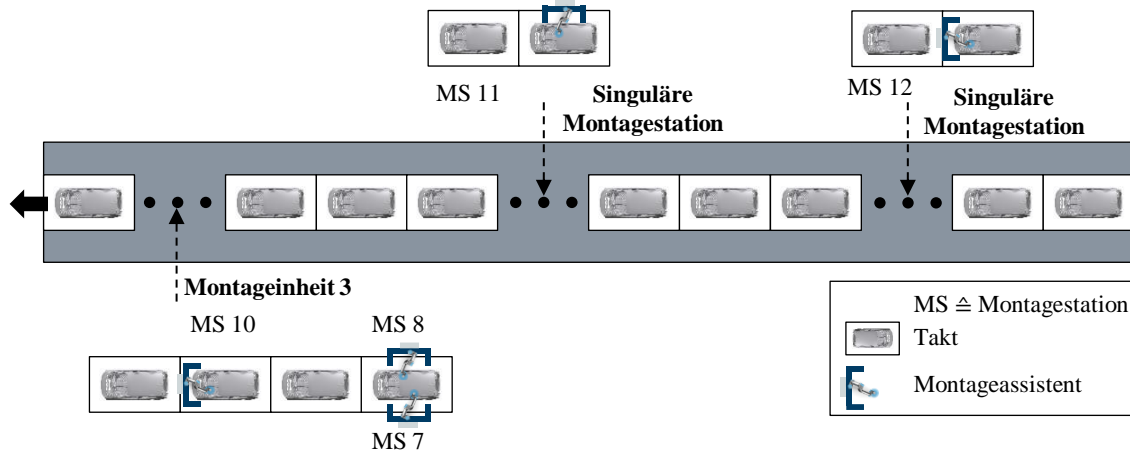 MS 11
Singuläre
Montagestation
MS 12
Singuläre
Montagestation
Montageeinheit 3
MS 10
MS 8
MS 7
MS ≙ Montagestation
Takt
Montageassistent